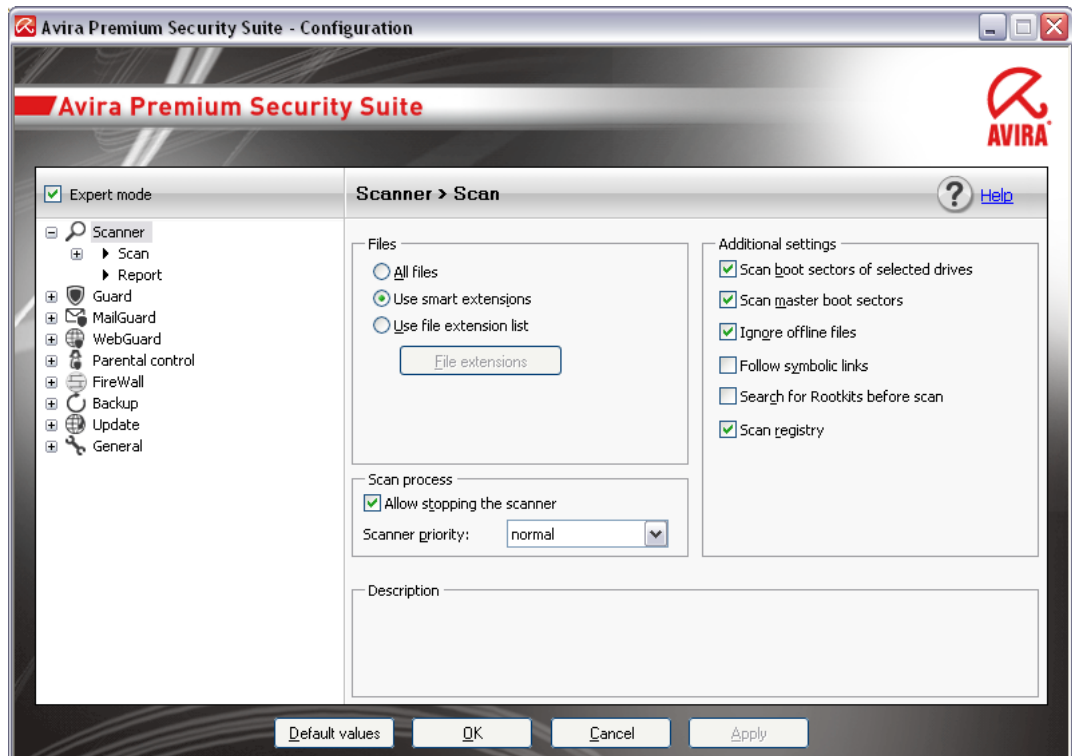 Avira Premium Security Suite - Configuration
Avira Premium Security Suite
AVIRA
Expert mode
Scanner > Scan
? Help
Scanner
Scan
Report
Guard
MailGuard
WebGuard
Parental control
FireWall
Backup
Update
General
Files
All files
Use smart extensions
Use file extension list
File extensions
Scan process
Allow stopping the scanner
Scanner priority: normal
Additional settings
Scan boot sectors of selected drives
Scan master boot sectors
Ignore offline files
Follow symbolic links
Search for Rootkits before scan
Scan registry
Description
Default values
OK
Cancel
Apply